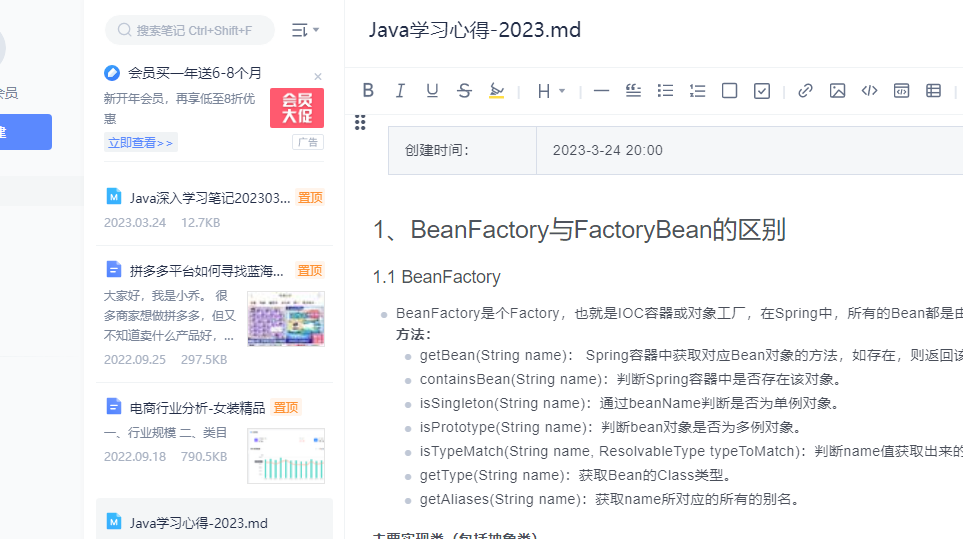 搜索笔记 Ctrl+Shift+F
会员买一年送6-8个月
新开年会员，再享低至8折优
惠
立即查看>>
会员
大促
广告
会员
建
Java深入学习笔记202303...
置顶
2023.03.24 12.7KB
拼多多平台如何寻找蓝海...
置顶
大家好，我是小乔。 很
多商家想做拼多多，但又
不知道卖什么产品好，...
2022.09.25 297.5KB
电商行业分析-女装精品
置顶
一、行业规模 二、类目
2022.09.18 790.5KB
Java学习心得-2023.md
Java学习心得-2023.md
B I U S H
创建时间：
2023-3-24 20:00
1、BeanFactory与FactoryBean的区别
1.1 BeanFactory
BeanFactory是个Factory，也就是IOC容器或对象工厂，在Spring中，所有的Bean都是由
方法：
getBean(String name)： Spring容器中获取对应Bean对象的方法，如存在，则返回该
containsBean(String name)：判断Spring容器中是否存在该对象。
isSingleton(String name)：通过beanName判断是否为单例对象。
isPrototype(String name)：判断bean对象是否为多例对象。
isTypeMatch(String name, ResolvableType typeToMatch)：判断name值获取出来的
getType(String name)：获取Bean的Class类型。
getAliases(String name)：获取name所对应的所有的别名。
主要实现类（包括抽象类）